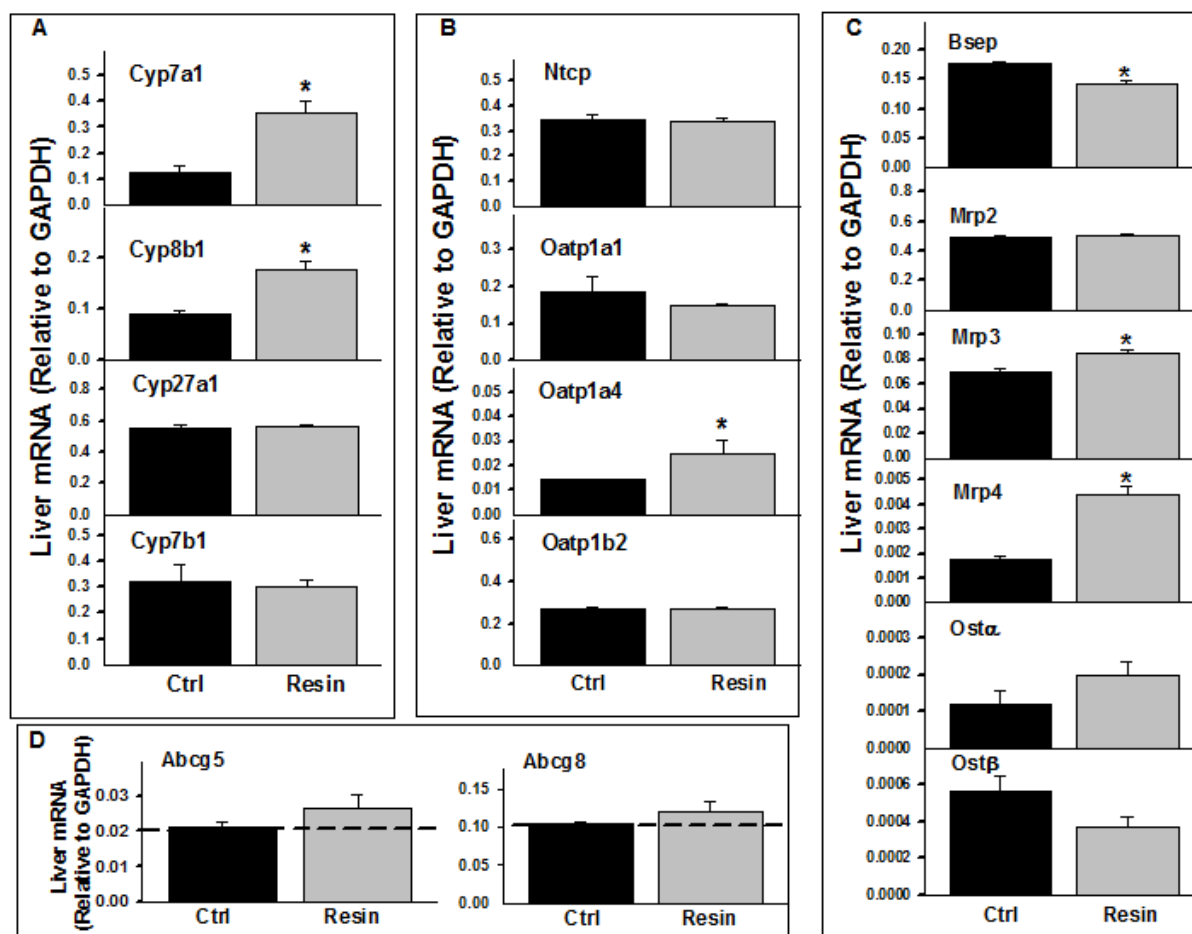 A
Liver mRNA (Relative to GAPDH)
Cyp7a1
0.5
0.4
0.3
0.2
0.1
0.0
*
Cyp8b1
0.2
0.1
0.0
*
Cyp27a1
0.8
0.6
0.4
0.2
0.0
Cyp7b1
0.5
0.4
0.3
0.2
0.1
0.0
Ctrl Resin
B
Liver mRNA (Relative to GAPDH)
Ntcp
0.5
0.4
0.3
0.2
0.1
0.0
Oatp1a1
0.3
0.2
0.1
0.0
Oatp1a4
0.05
0.04
0.03
0.02
0.01
0.00
*
Oatp1b2
0.6
0.4
0.2
0.0
Ctrl Resin
C
Liver mRNA (Relative to GAPDH)
Bsep
0.20
0.15
0.10
0.05
0.00
*
Mrp2
0.8
0.6
0.4
0.2
0.0
Mrp3
0.10
0.08
0.06
0.04
0.02
0.00
*
Mrp4
0.005
0.004
0.003
0.002
0.001
0.000
*
Ostα
0.0003
0.0002
0.0001
0.0000
Ostβ
0.0006
0.0004
0.0002
0.0000
Ctrl Resin
D
Liver mRNA
(Relative to GAPDH)
Abcg5
0.03
0.02
0.01
0.00
Ctrl Resin
Abcg8
0.15
0.10
0.05
0.00
Ctrl Resin